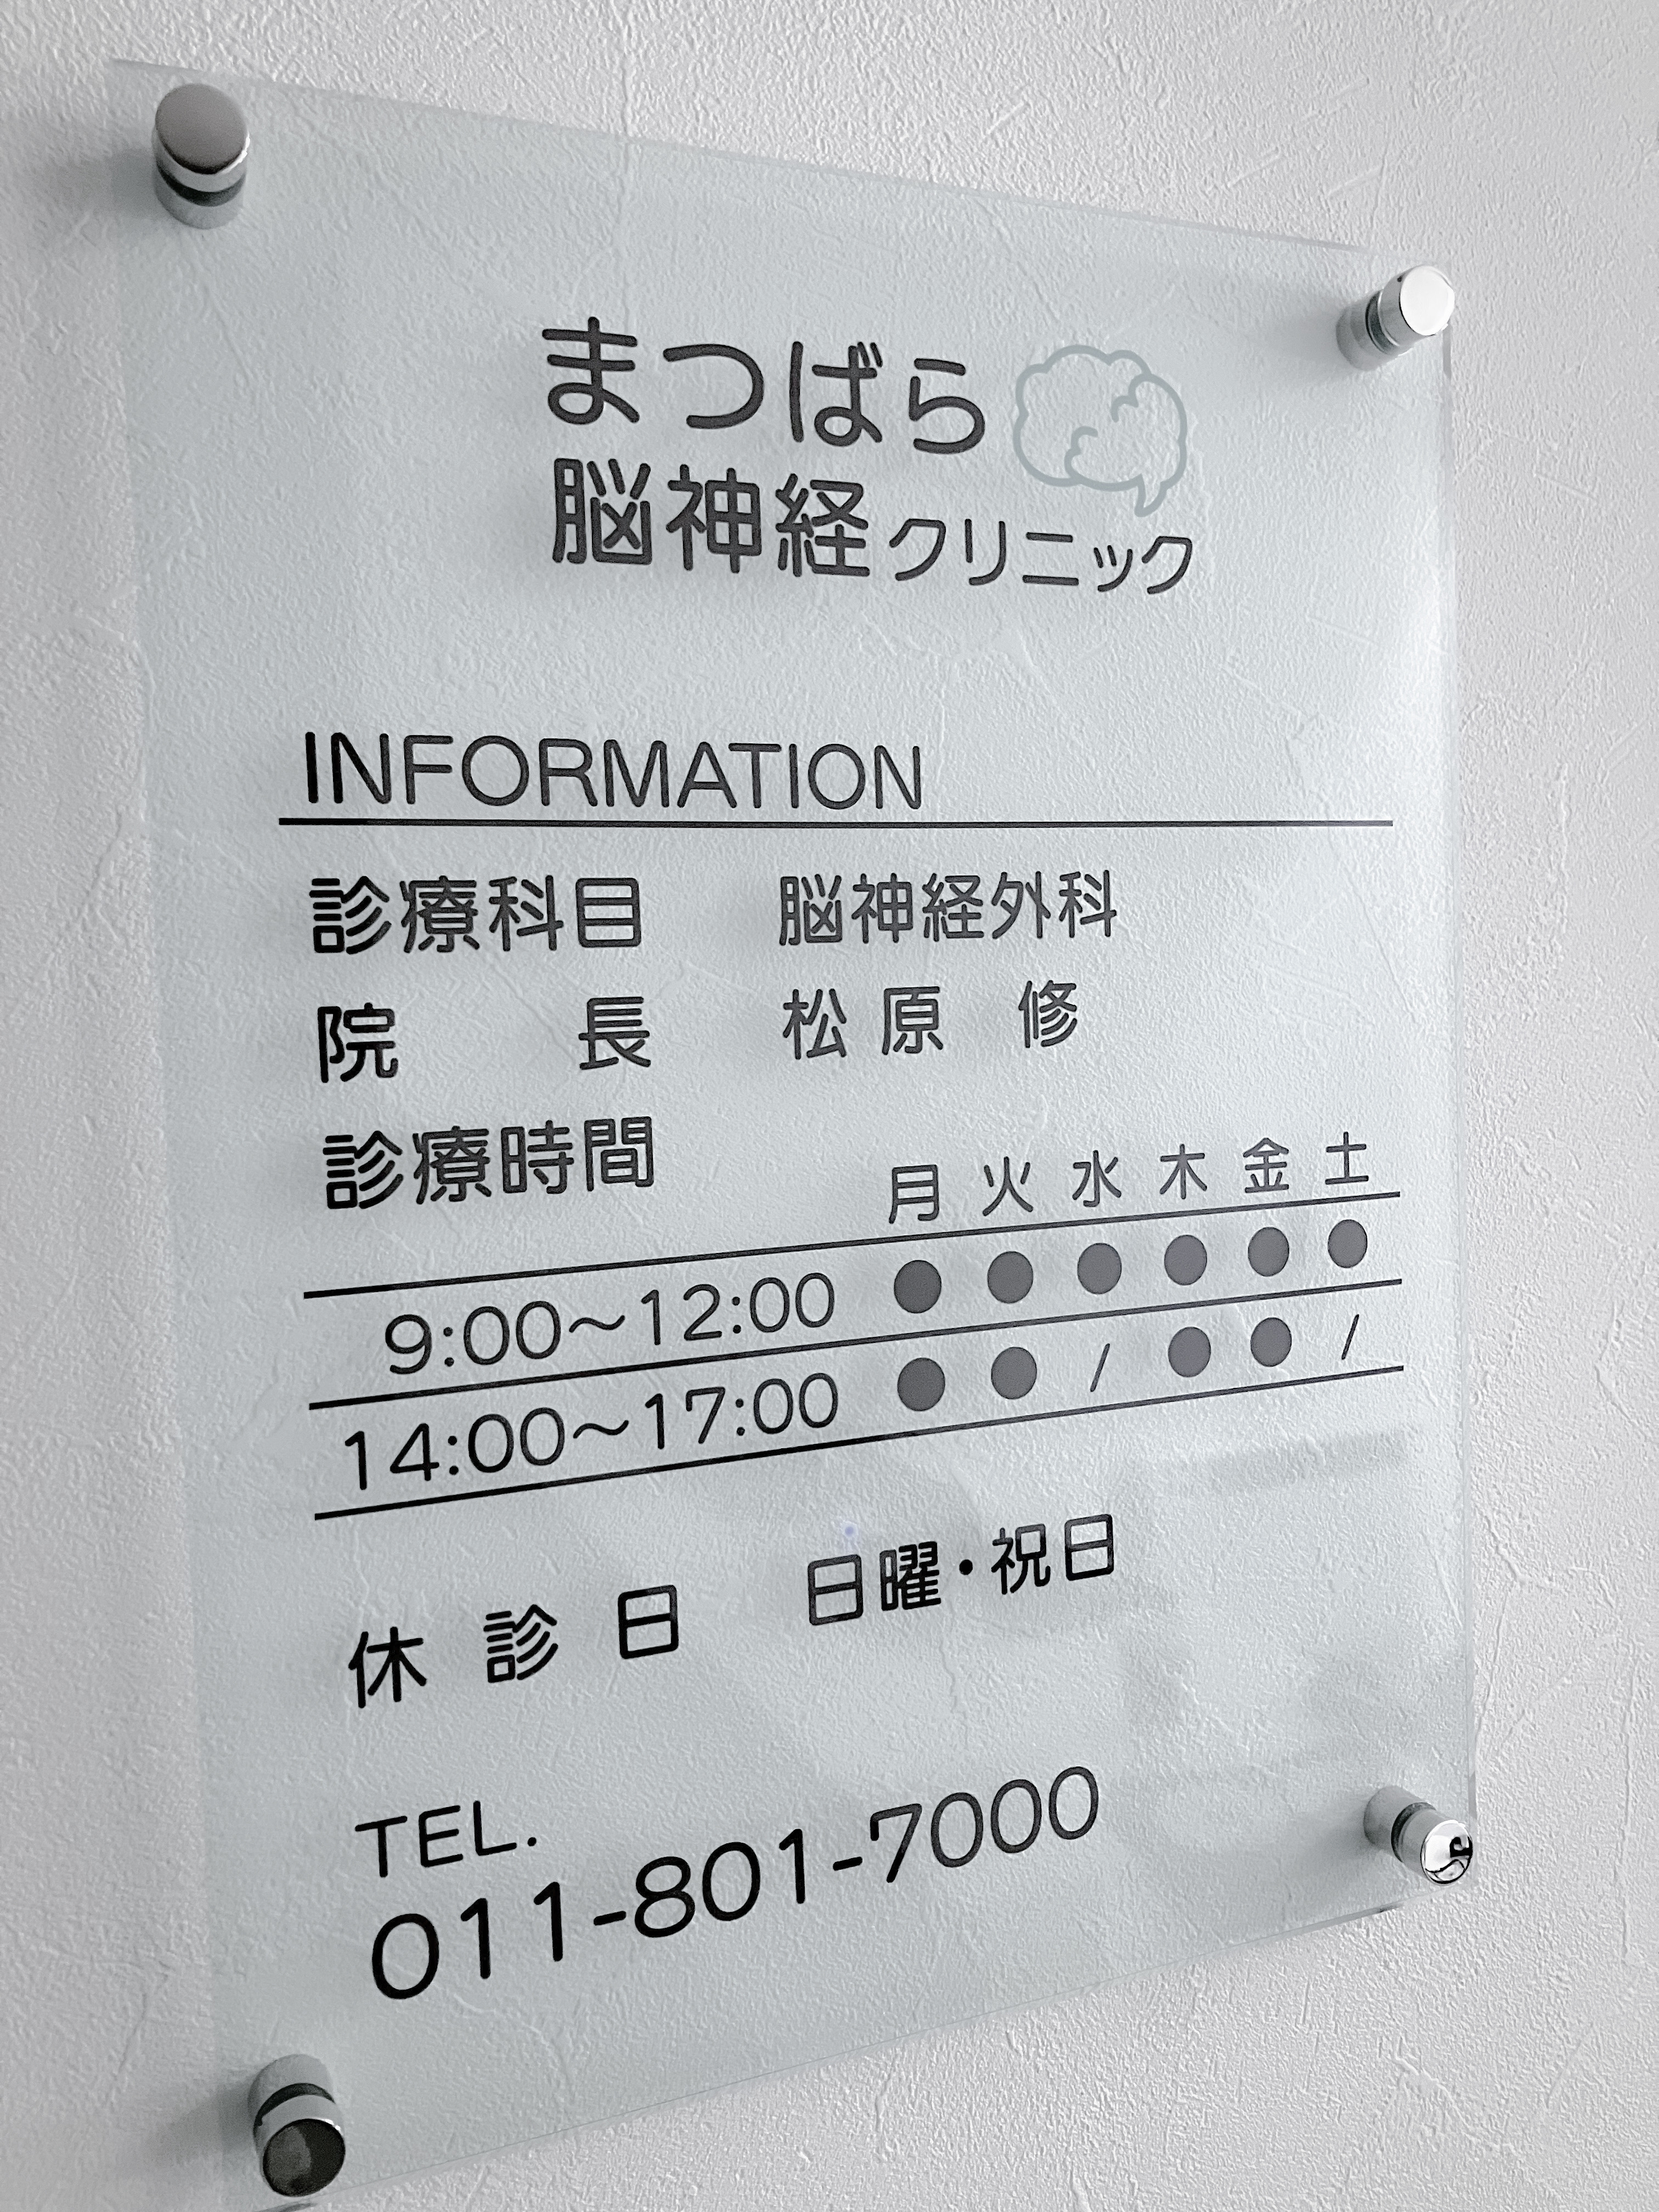 まつばら
脳神経クリニック
INFORMATION
診療科目　脳神経外科
院　　長　松原　修
診療時間　月 火 水 木 金 土
9:00～12:00 ● ● ● ● ● ●
14:00～17:00 ● ● / ● ● /
休 診 日　日曜・祝日
TEL.
011-801-7000